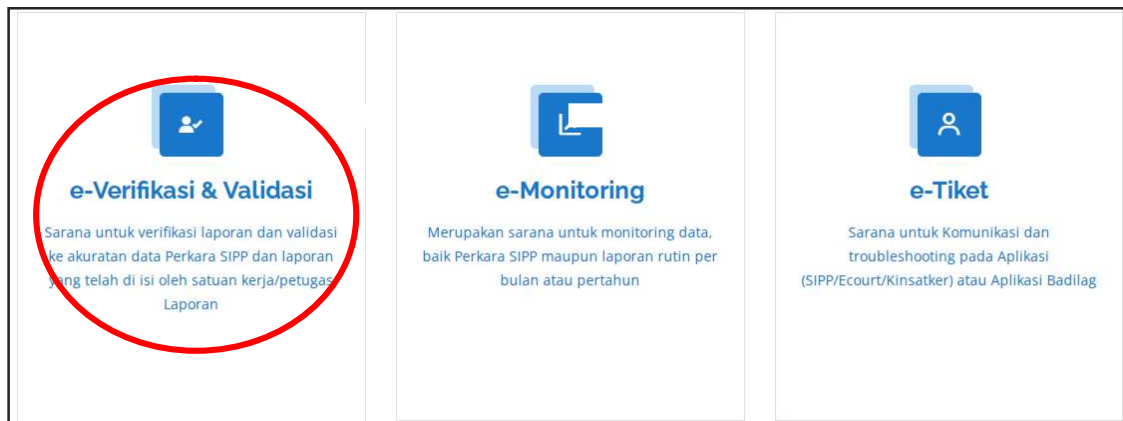 e-Verifikasi & Validasi
Sarana untuk verifikasi laporan dan validasi
ke akuratan data Perkara SIPP dan laporan
yang telah di isi oleh satuan kerja/petugas
Laporan
e-Monitoring
Merupakan sarana untuk monitoring data,
baik Perkara SIPP maupun laporan rutin per
bulan atau pertahun
e-Tiket
Sarana untuk Komunikasi dan
troubleshooting pada Aplikasi
(SIPP/Ecourt/Kinsatker) atau Aplikasi Badilag